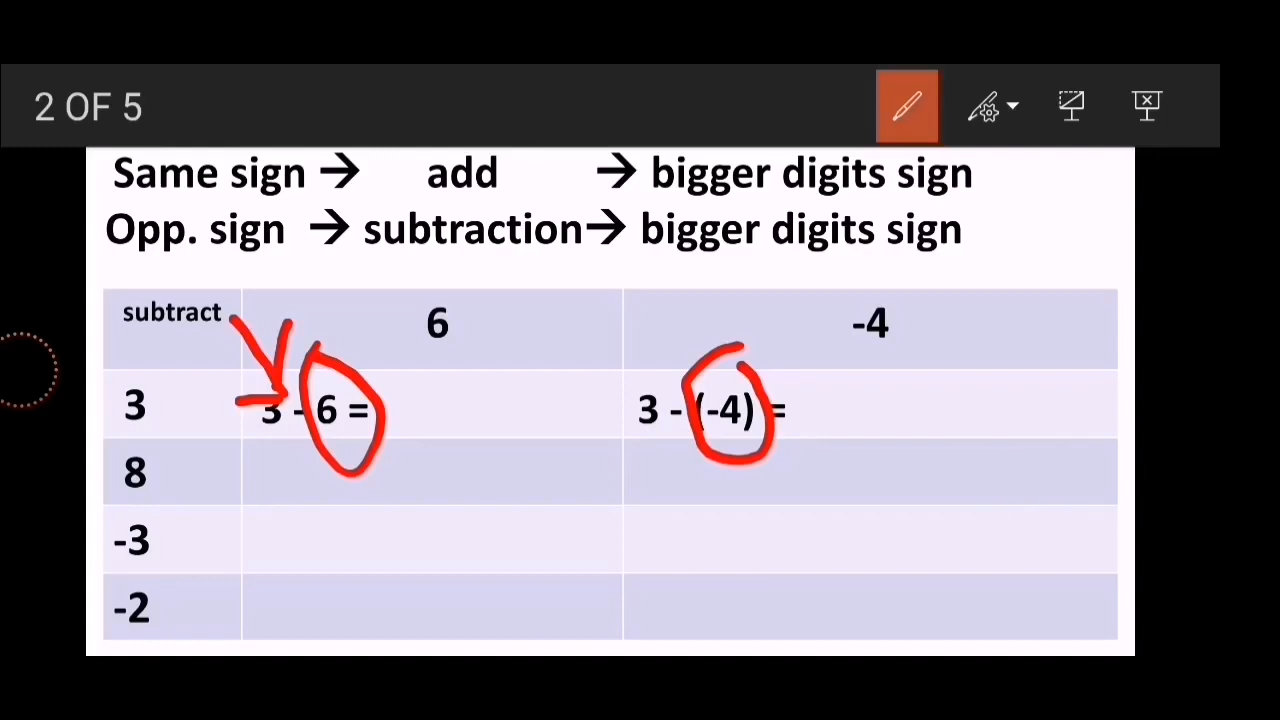 2 OF 5
Same sign → add → bigger digits sign
Opp. sign → subtraction→ bigger digits sign
subtract 6 -4
3 3 - 6 = 3 - (-4) =
8
-3
-2